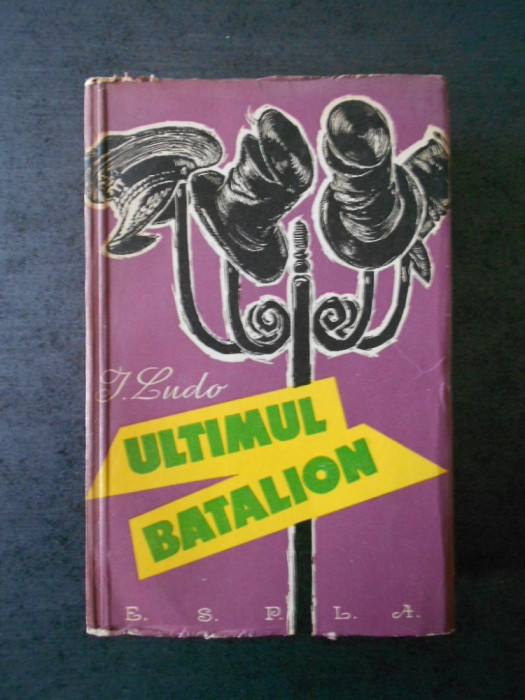 I. Ludo
ULTIMUL
BATALION
E. S. P. L. A.